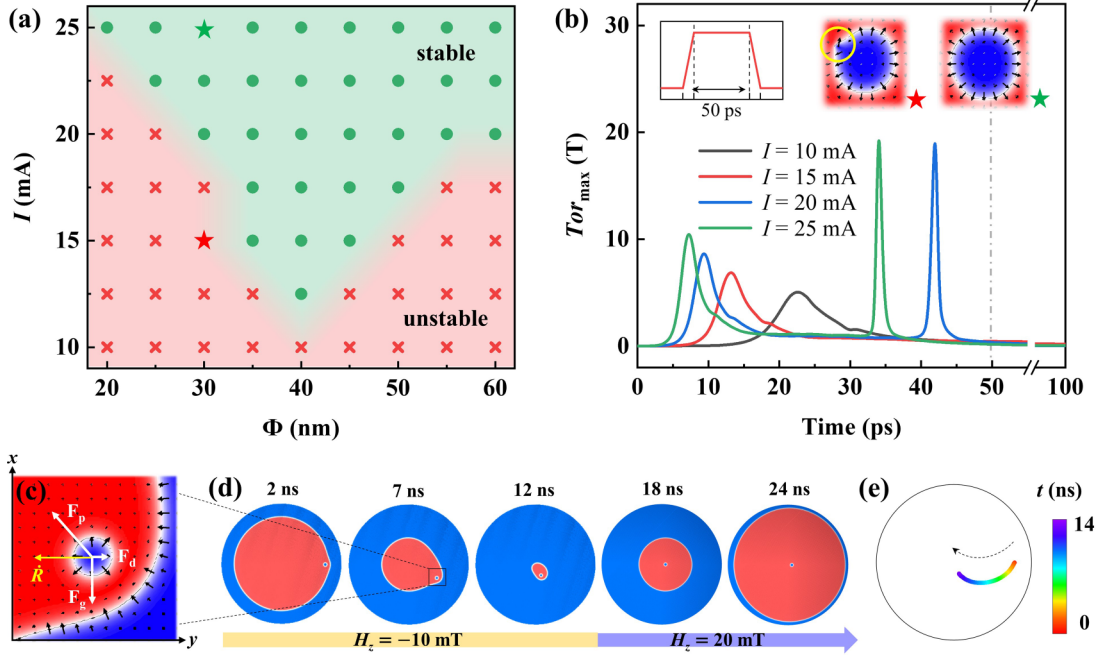 (a)
I (mA)
25
20
15
10
stable
unstable
20
30
40
50
60
Φ (nm)
(b)
Tor_max (T)
30
20
10
0
50 ps
I = 10 mA
I = 15 mA
I = 20 mA
I = 25 mA
0
10
20
30
40
50
100
Time (ps)
(c)
x
F_p
F_d
Ṙ
F_g
y
(d)
2 ns
7 ns
12 ns
18 ns
24 ns
H_z = −10 mT
H_z = 20 mT
(e)
t (ns)
14
0